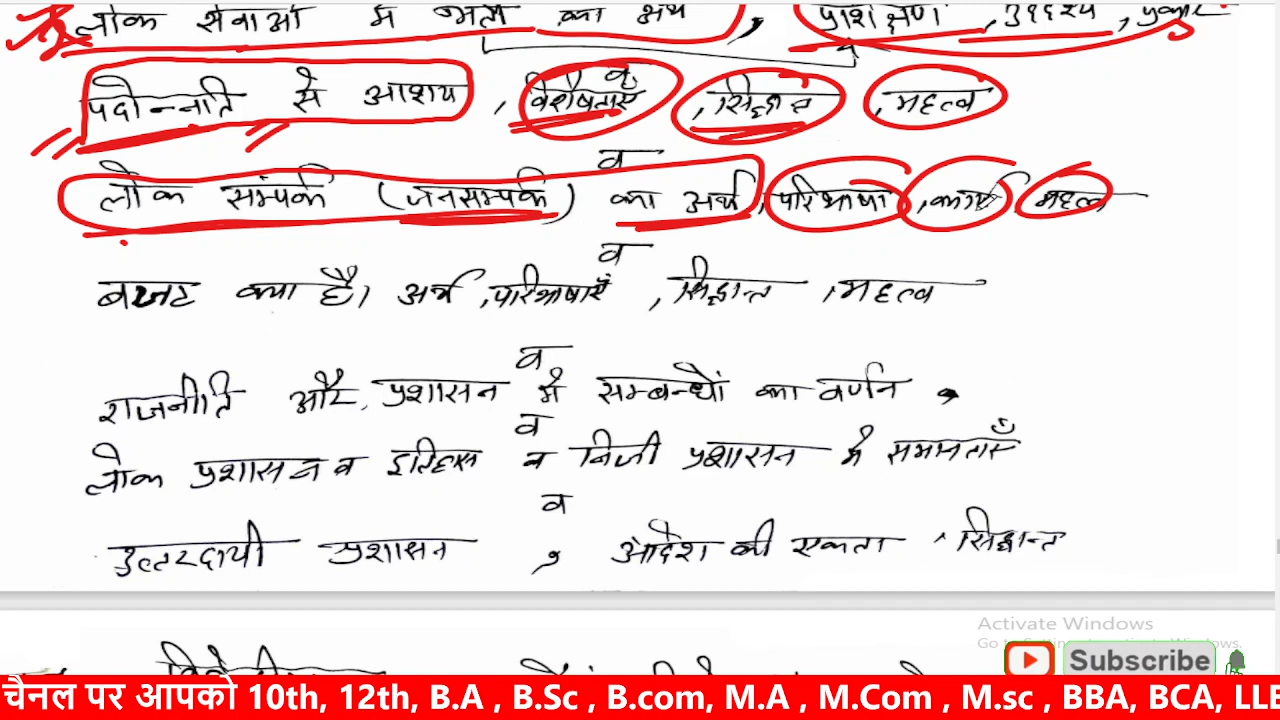 लोक सेवाओं में भर्ती का अर्थ, प्रशिक्षण, उद्देश्य, प्रकार
व
पदोन्नति से आशय, विशेषताएँ, सिद्धान्त, महत्व
व
लोक संपर्क (जनसम्पर्क) का अर्थ, परिभाषा, कार्य, महत्व
व
बजट क्या है। अर्थ, परिभाषाएँ, सिद्धान्त, महत्व
व
राजनीति और प्रशासन में सम्बन्धों का वर्णन,
व
लोक प्रशासन व इतिहास व निजी प्रशासन में समानताएँ
व
उत्तरदायी प्रशासन, आदेश की एकता, सिद्धान्त
Activate Windows
Subscribe
चैनल पर आपको 10th, 12th, B.A , B.Sc , B.com, M.A , M.Com , M.sc , BBA, BCA, LLB